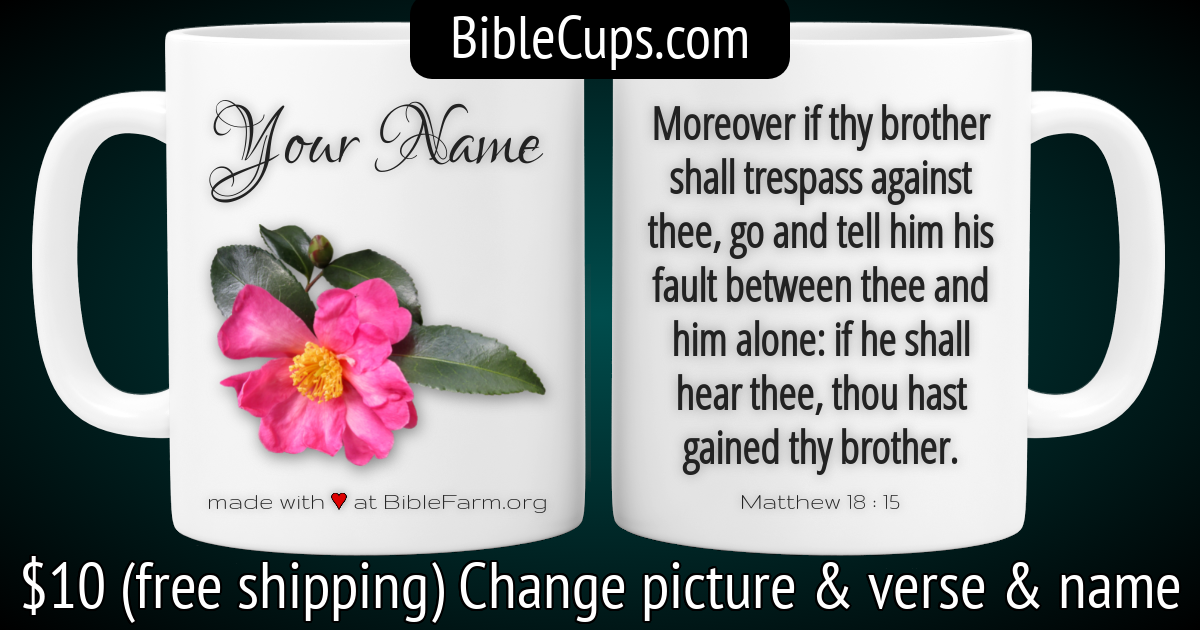 BibleCups.com
Your Name
made with ♥ at BibleFarm.org
Moreover if thy brother
shall trespass against
thee, go and tell him his
fault between thee and
him alone: if he shall
hear thee, thou hast
gained thy brother.
Matthew 18 : 15
$10 (free shipping) Change picture & verse & name